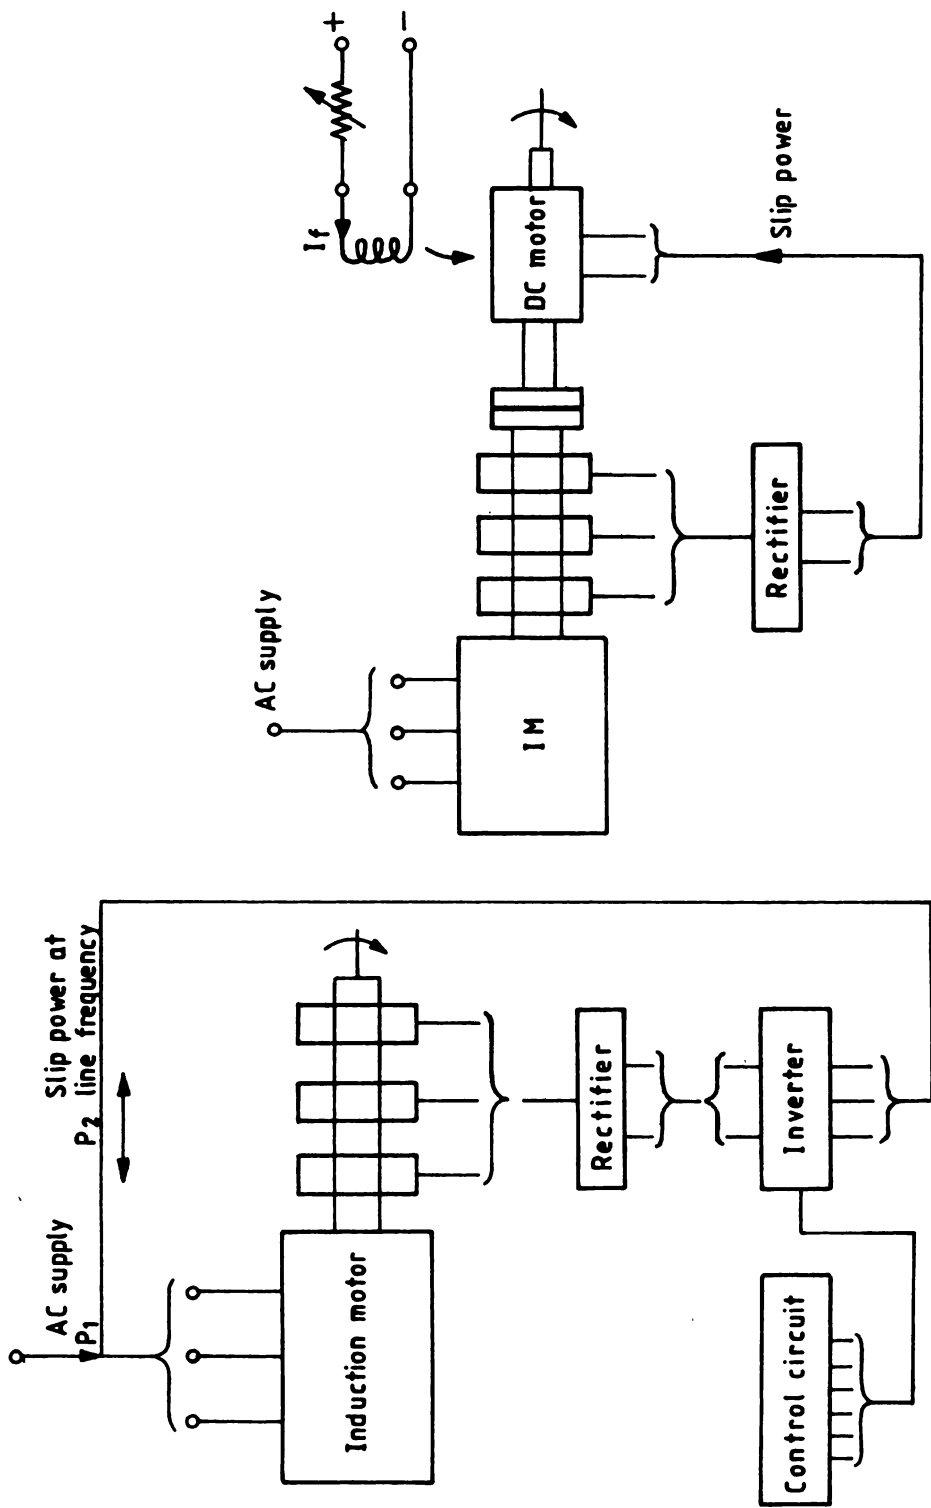 AC supply
P1
Slip power at
P2 line frequency
Induction motor
Rectifier
Inverter
Control circuit
+
−
If
AC supply
IM
DC motor
Slip power
Rectifier